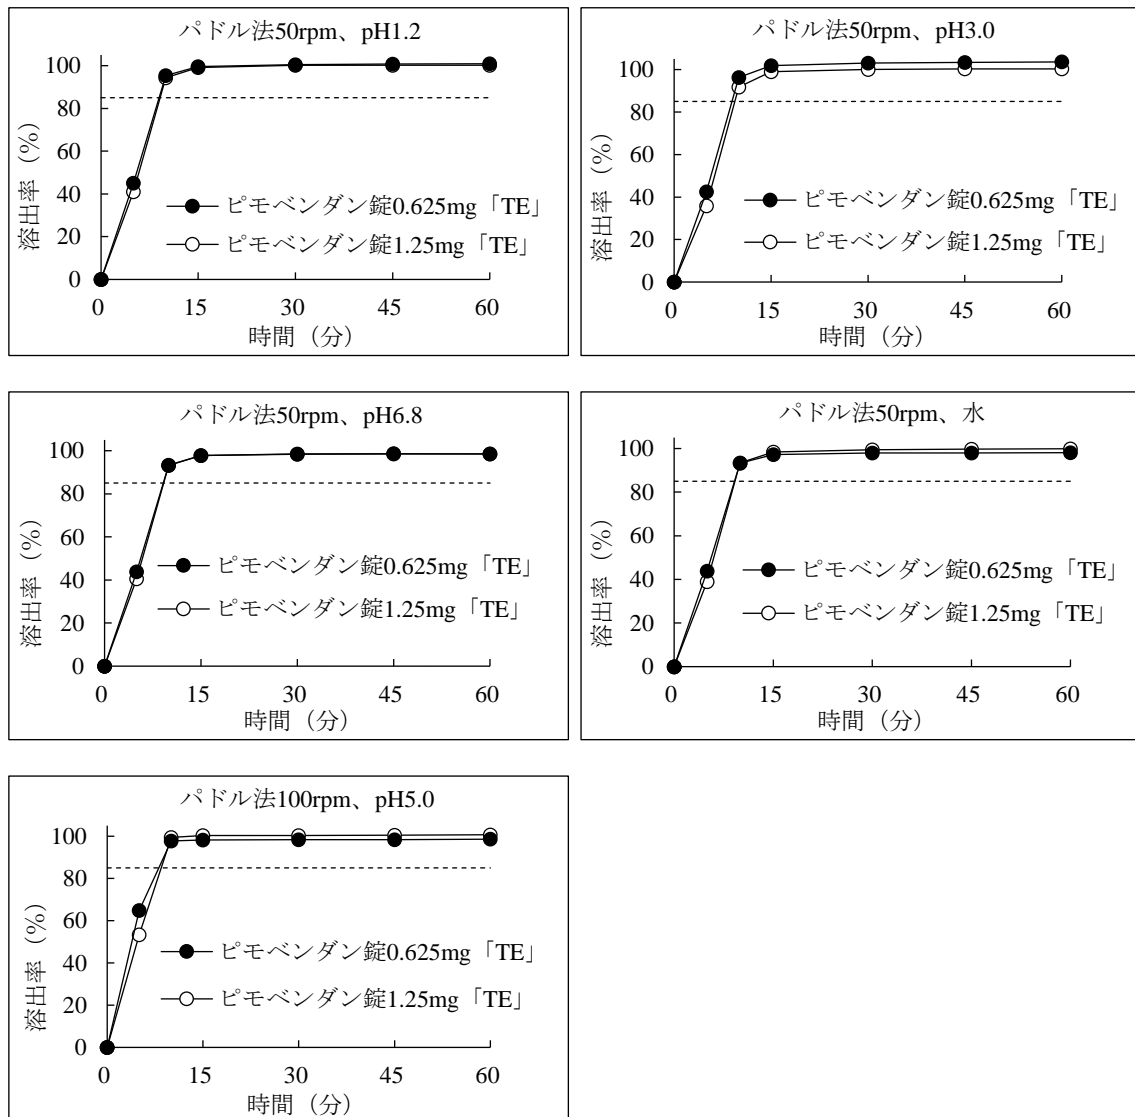 パドル法50rpm、pH1.2
100
80
60
40
20
0
溶出率（%）
ピモベンダン錠0.625mg「TE」
ピモベンダン錠1.25mg「TE」
0 15 30 45 60
時間（分）
パドル法50rpm、pH3.0
100
80
60
40
20
0
溶出率（%）
ピモベンダン錠0.625mg「TE」
ピモベンダン錠1.25mg「TE」
0 15 30 45 60
時間（分）
パドル法50rpm、pH6.8
100
80
60
40
20
0
溶出率（%）
ピモベンダン錠0.625mg「TE」
ピモベンダン錠1.25mg「TE」
0 15 30 45 60
時間（分）
パドル法50rpm、水
100
80
60
40
20
0
溶出率（%）
ピモベンダン錠0.625mg「TE」
ピモベンダン錠1.25mg「TE」
0 15 30 45 60
時間（分）
パドル法100rpm、pH5.0
100
80
60
40
20
0
溶出率（%）
ピモベンダン錠0.625mg「TE」
ピモベンダン錠1.25mg「TE」
0 15 30 45 60
時間（分）